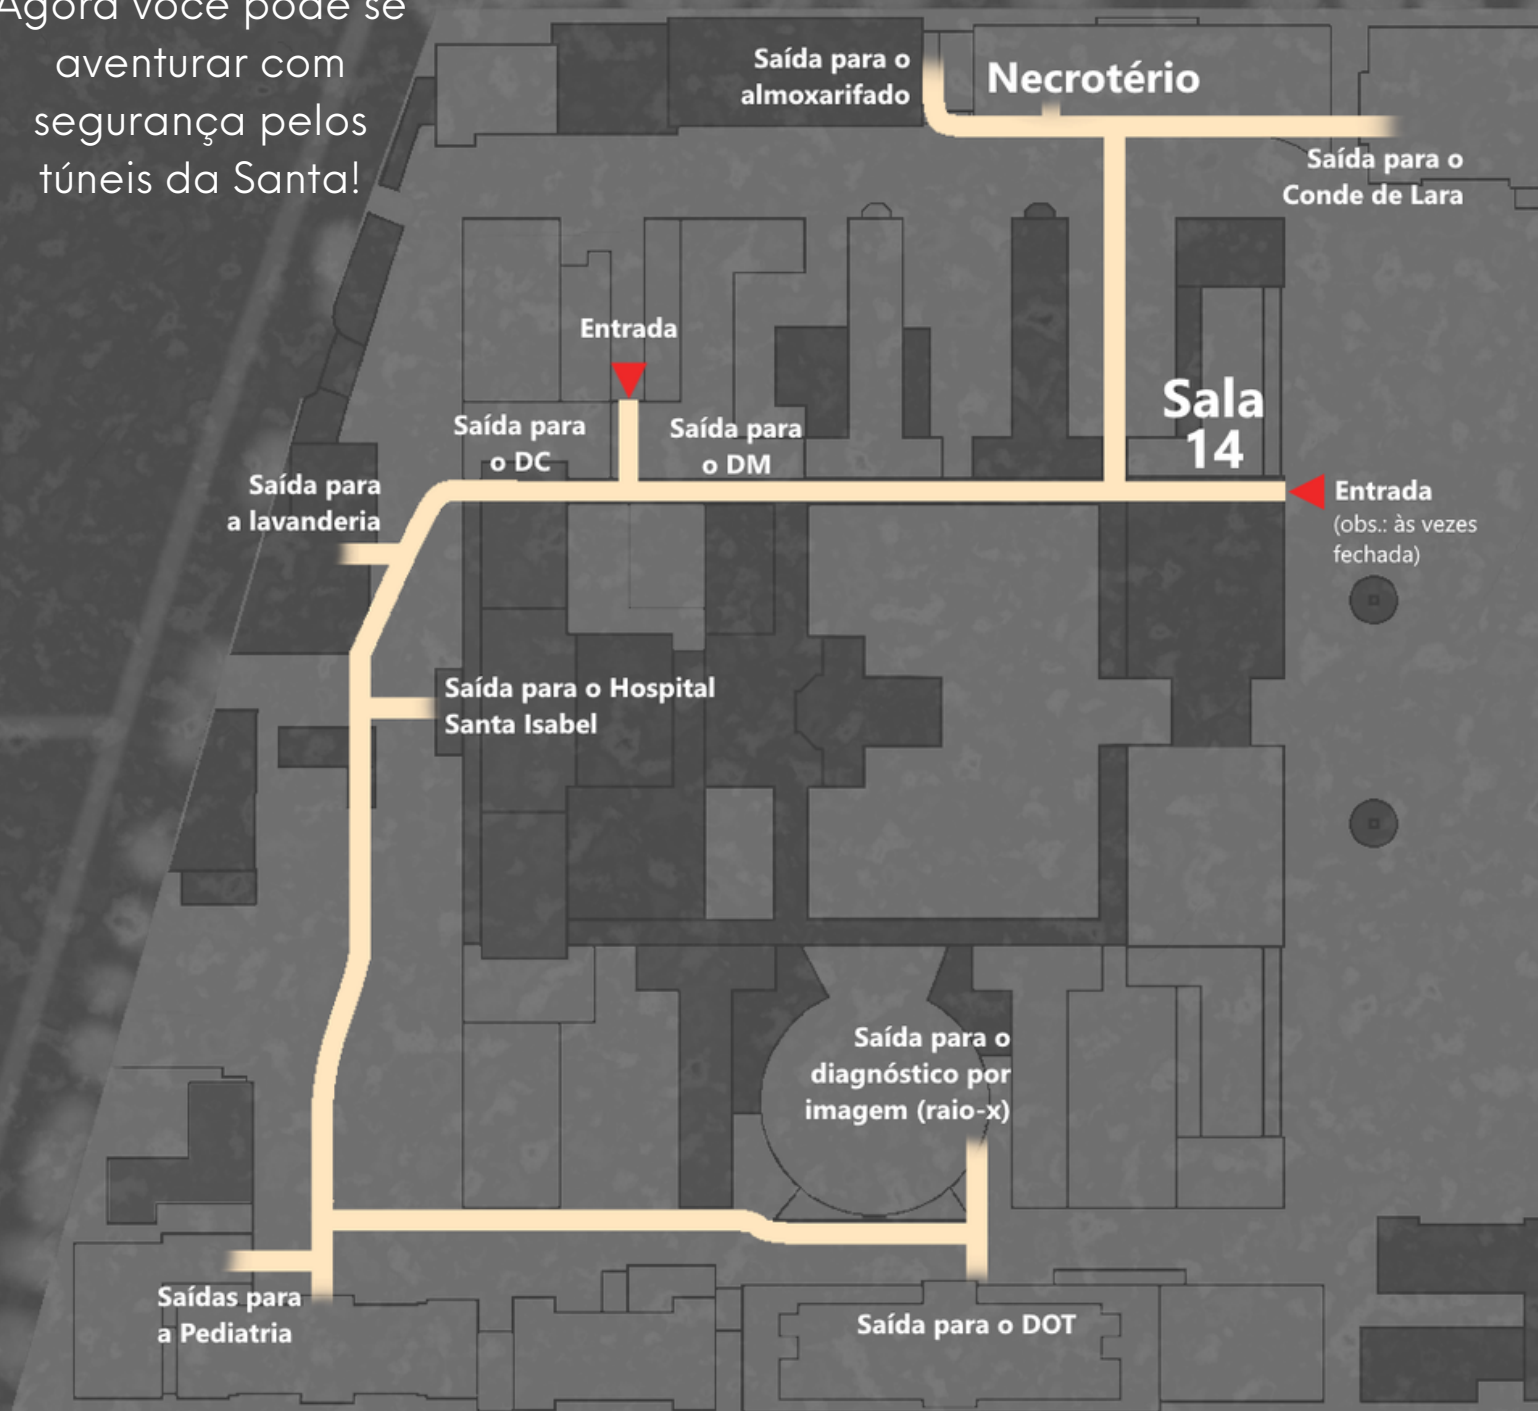 Agora você pode se
aventurar com
segurança pelos
túneis da Santa!
Saída para o
almoxarifado
Necrotério
Saída para o
Conde de Lara
Entrada
Saída para
o DC
Saída para
o DM
Sala
14
Saída para
a lavanderia
Entrada
(obs.: às vezes
fechada)
Saída para o Hospital
Santa Isabel
Saída para o
diagnóstico por
imagem (raio-x)
Saídas para
a Pediatria
Saída para o DOT